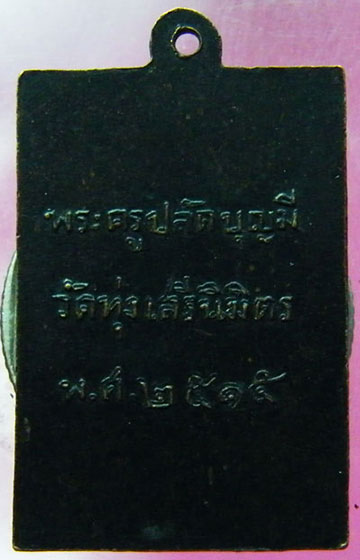 พระครูปลัดบุญมี
วัดทุ่งเสรีนิมิตร
พ.ศ.๒๕๑๕